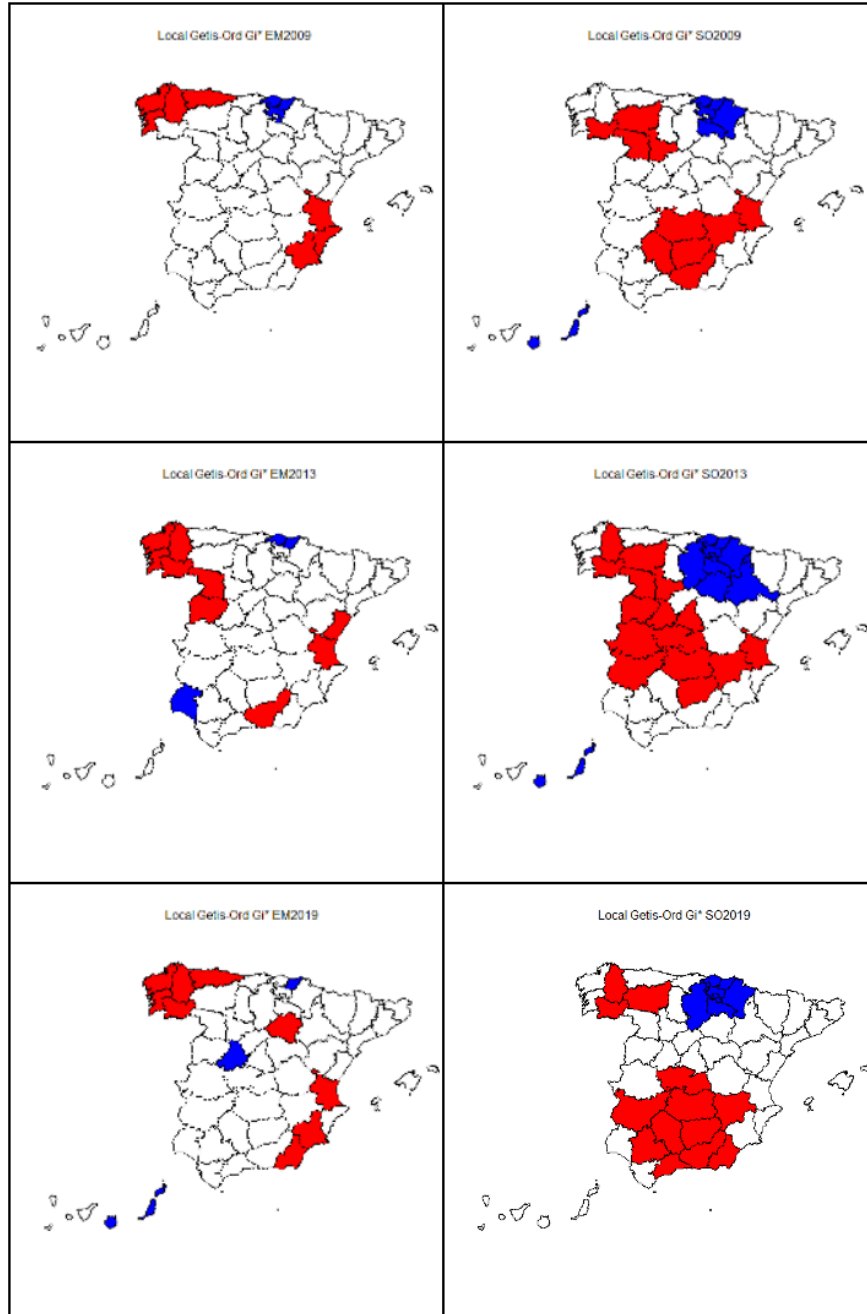 Local Getis-Ord Gi* EM2009
Local Getis-Ord Gi* SO2009
Local Getis-Ord Gi* EM2013
Local Getis-Ord Gi* SO2013
Local Getis-Ord Gi* EM2019
Local Getis-Ord Gi* SO2019